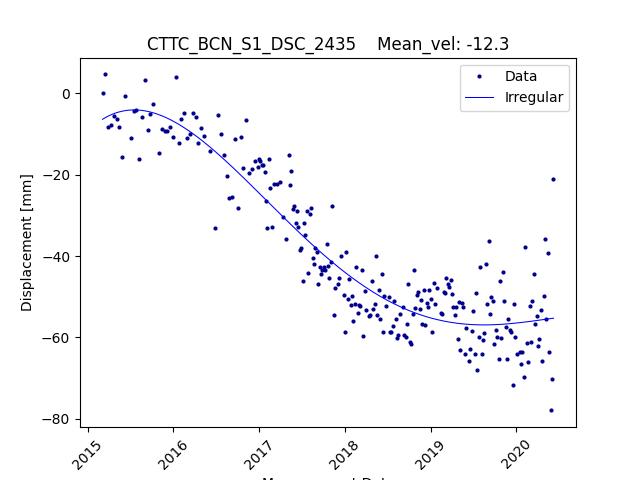 CTTC_BCN_S1_DSC_2435    Mean_vel: -12.3
Data
Irregular
Displacement [mm]
0
−20
−40
−60
−80
2015
2016
2017
2018
2019
2020